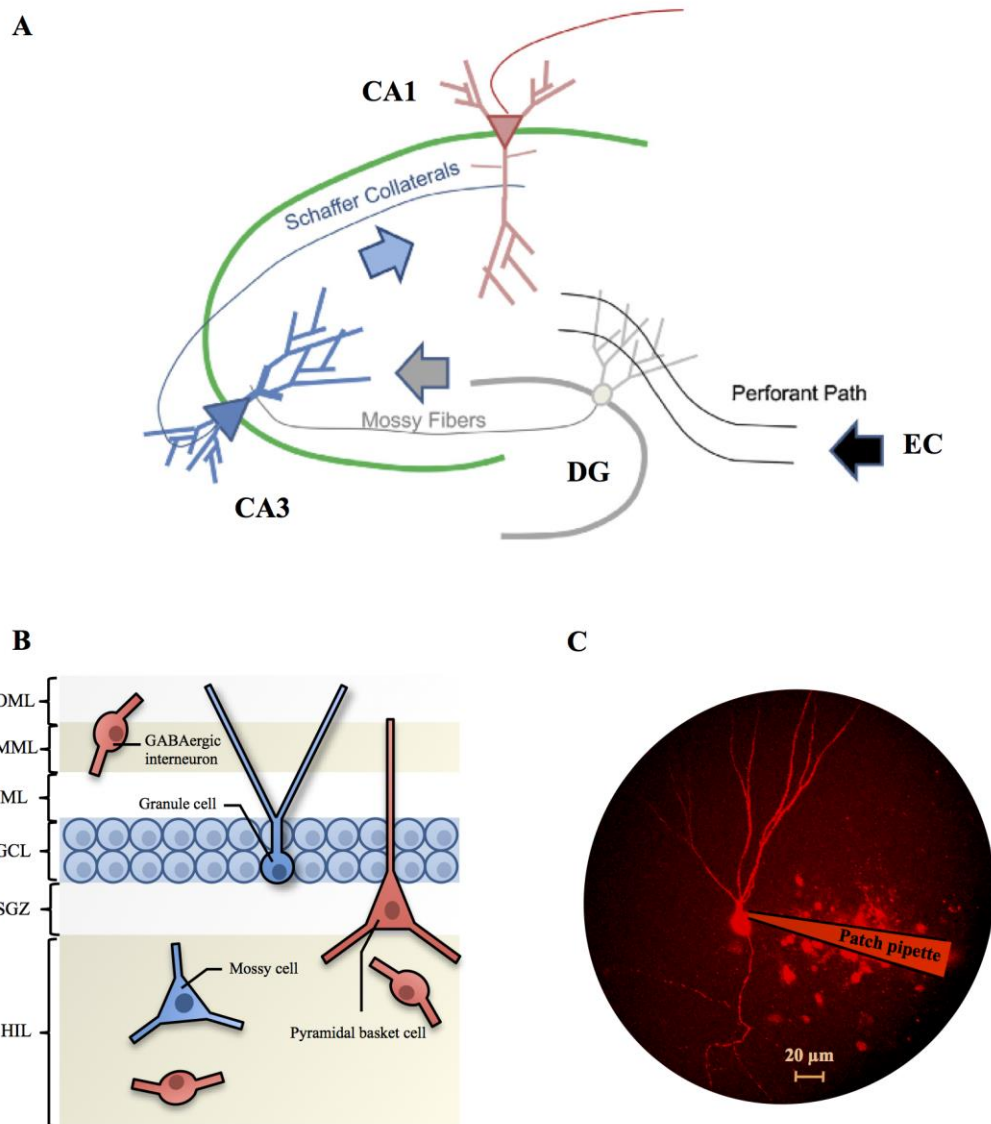 A
CA1
Schaffer Collaterals
Mossy Fibers
Perforant Path
EC
DG
CA3
B
C
OML
MML
IML
GCL
SGZ
HIL
GABAergic
interneuron
Granule cell
Mossy cell
Pyramidal basket cell
Patch pipette
20 µm